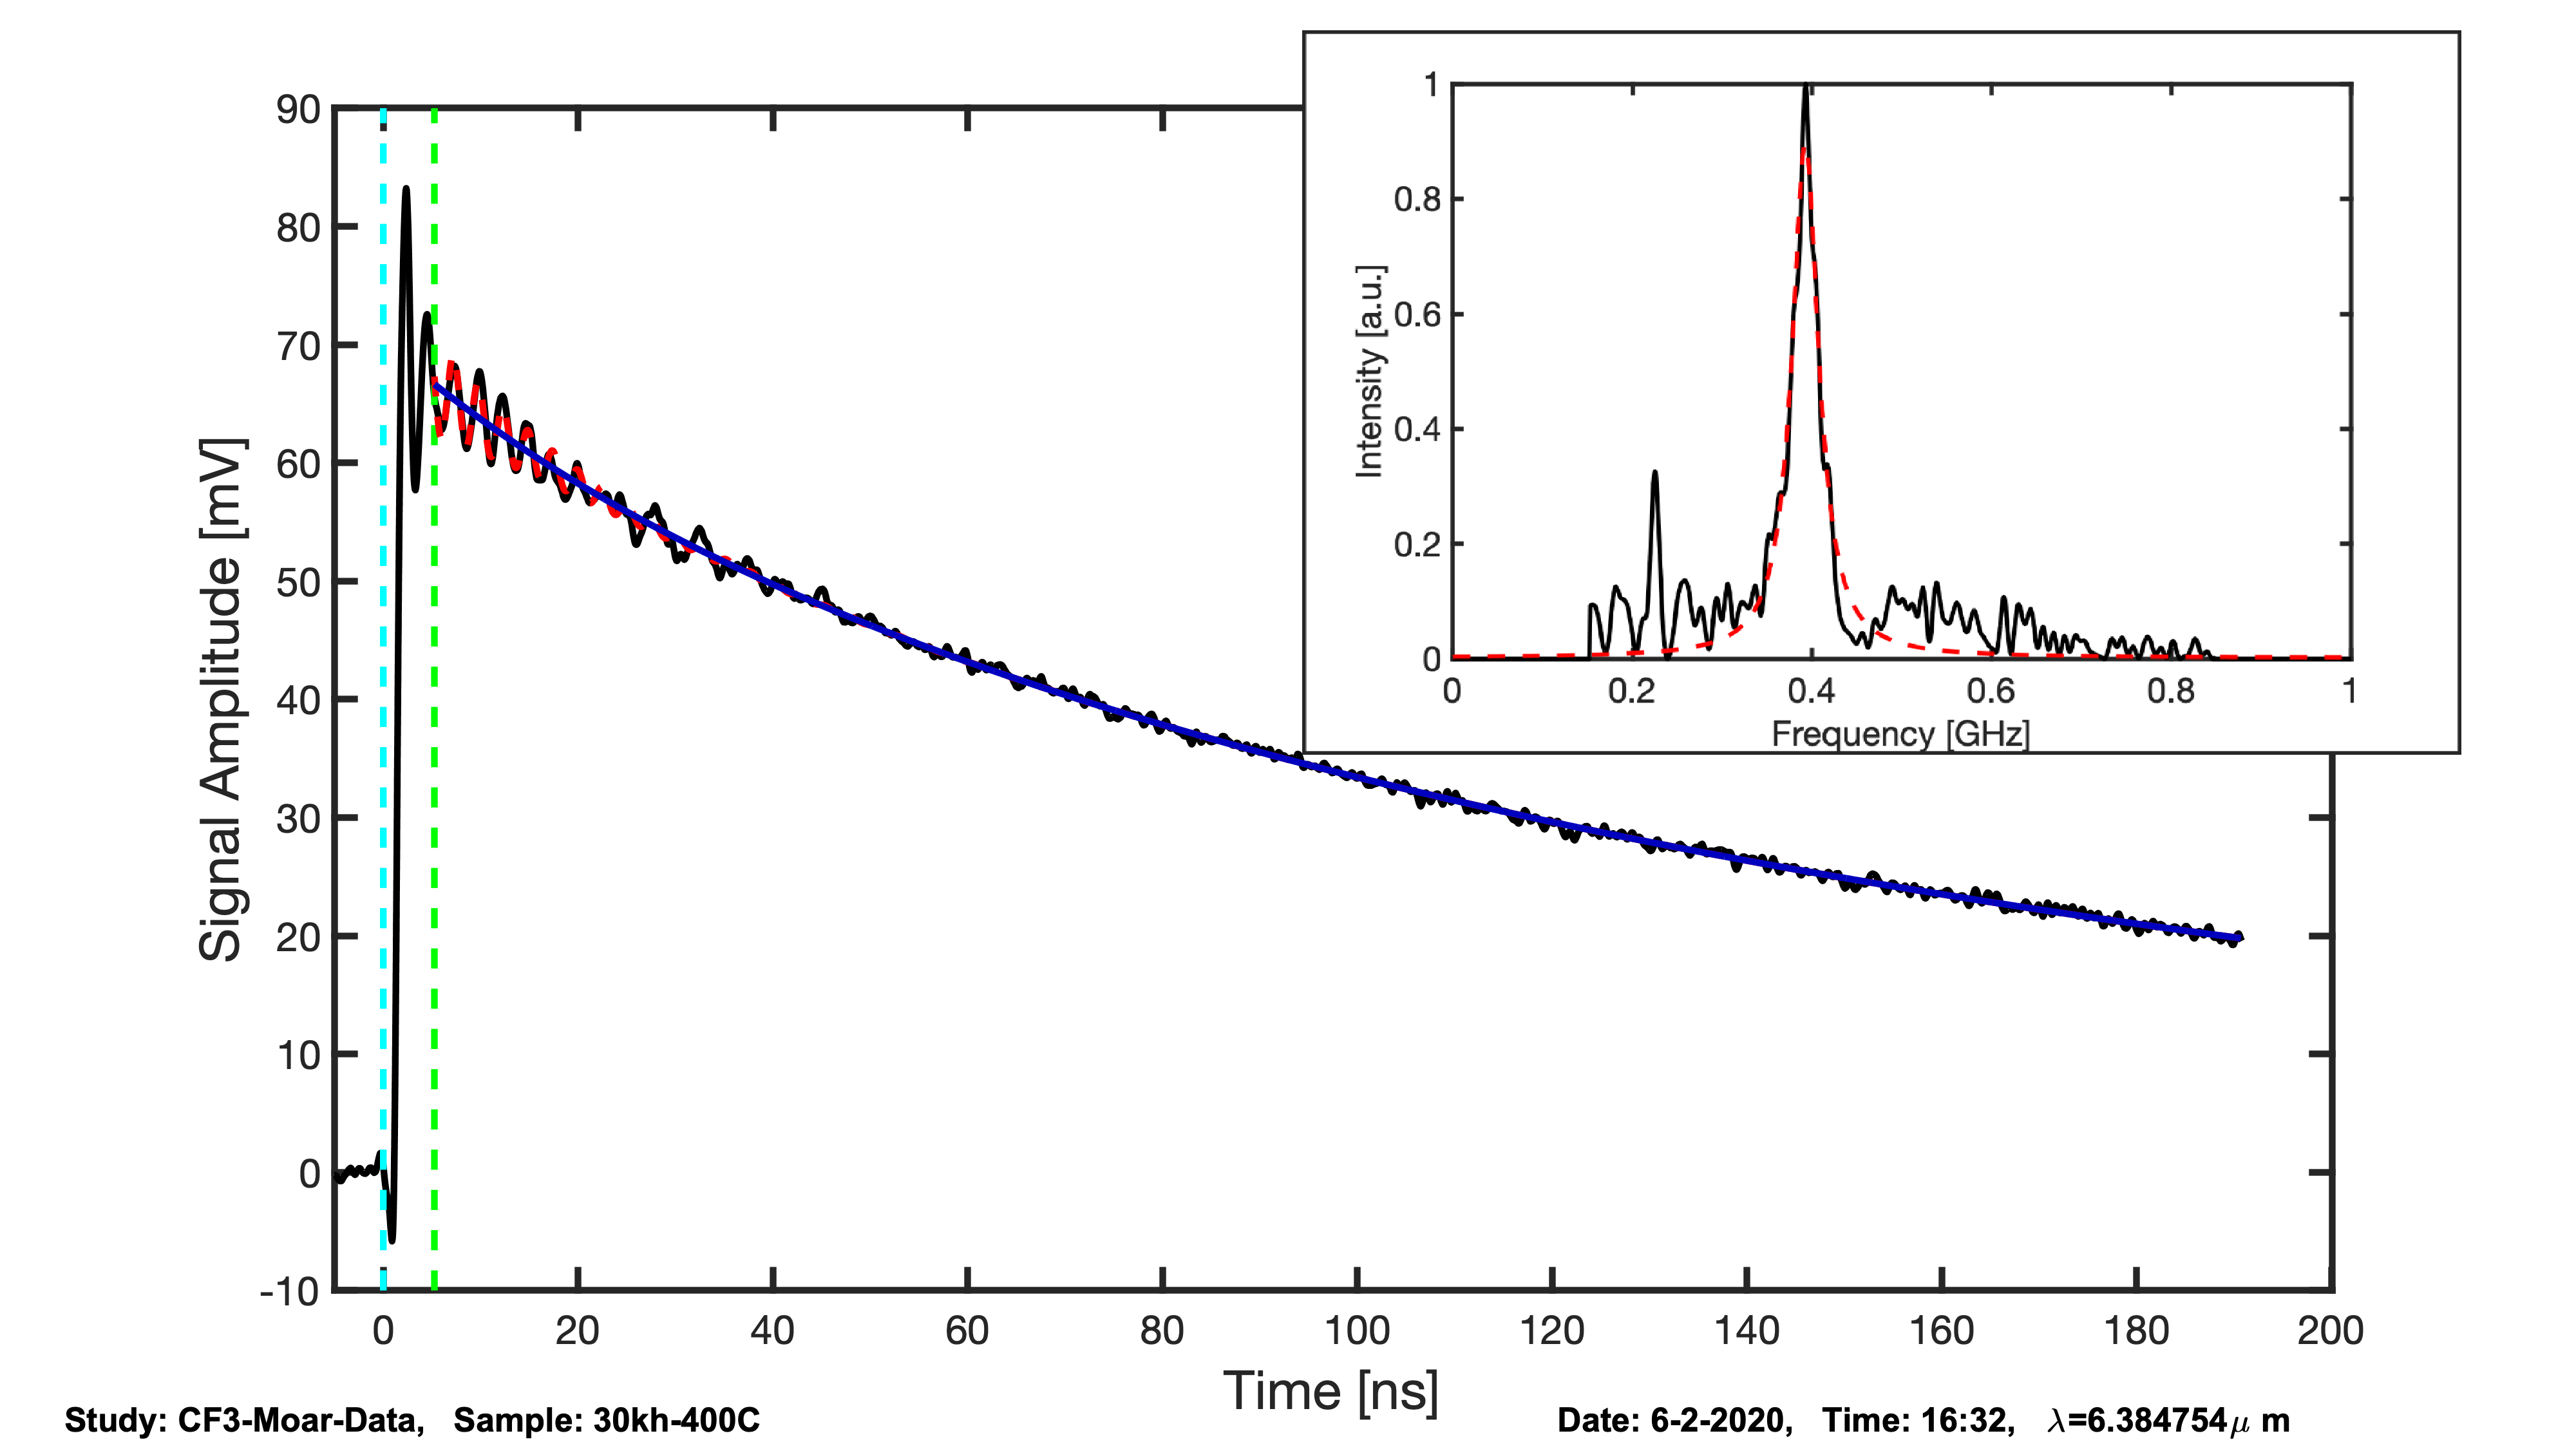 90
80
70
60
50
40
30
20
10
0
-10
Signal Amplitude [mV]
0 20 40 60 80 100 120 140 160 180 200
Time [ns]
1
0.8
0.6
0.4
0.2
0
Intensity [a.u.]
0 0.2 0.4 0.6 0.8 1
Frequency [GHz]
Study: CF3-Moar-Data, Sample: 30kh-400C
Date: 6-2-2020, Time: 16:32, λ=6.384754μ m